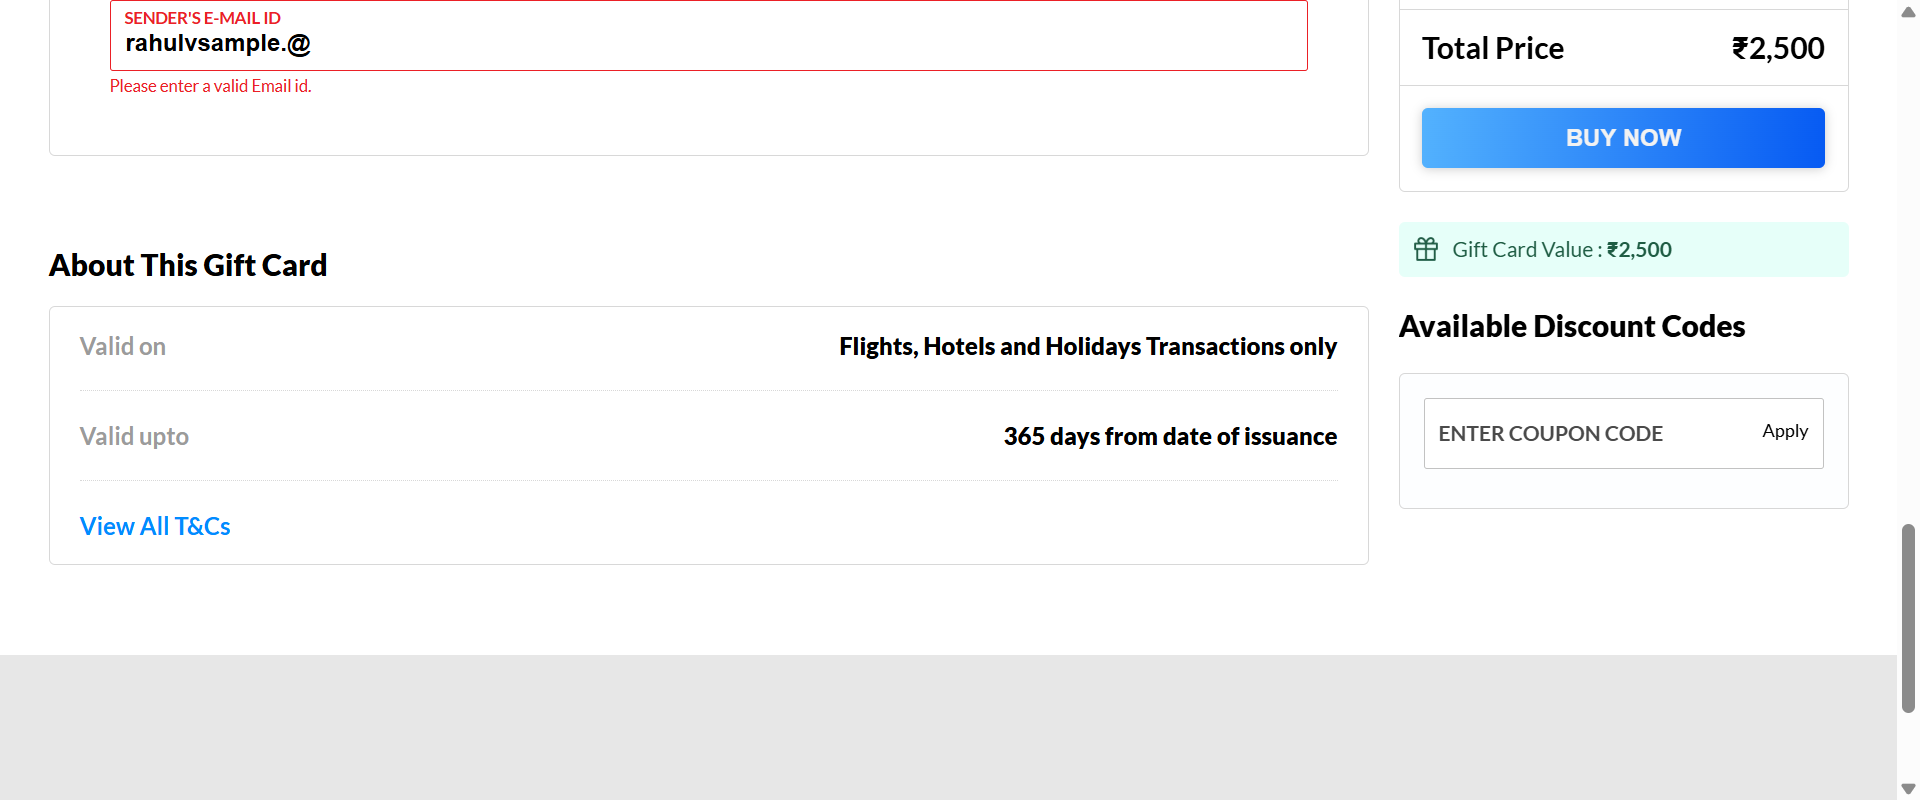 SENDER'S E-MAIL ID
rahulvsample.@
Please enter a valid Email id.
Total Price ₹2,500
BUY NOW
Gift Card Value : ₹2,500
About This Gift Card
Valid on Flights, Hotels and Holidays Transactions only
Valid upto 365 days from date of issuance
View All T&Cs
Available Discount Codes
ENTER COUPON CODE Apply